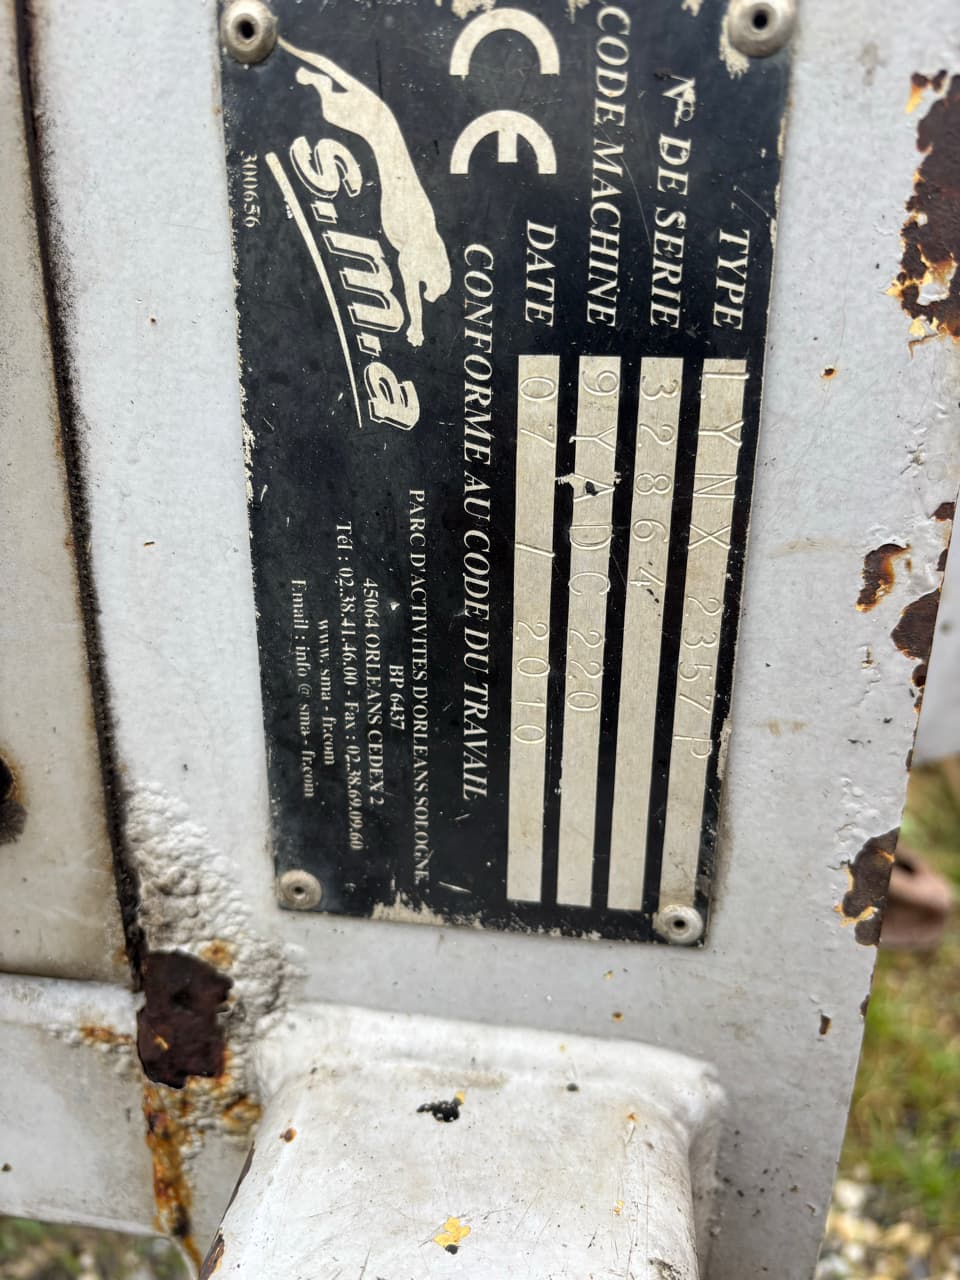 TYPE LYNX 2357P
N° DE SERIE 32864
CODE MACHINE 9YADC220
DATE 07/2010
CE
CONFORME AU CODE DU TRAVAIL
s.m.a
PARC D'ACTIVITES D'ORLEANS SOLOGNE
BP 6437
45064 ORLEANS CEDEX 2
Tél : 02.38.41.46.00 - Fax : 02.38.69.09.60
www. sma - fr.com
Email : info @ sma - fr.com
300656